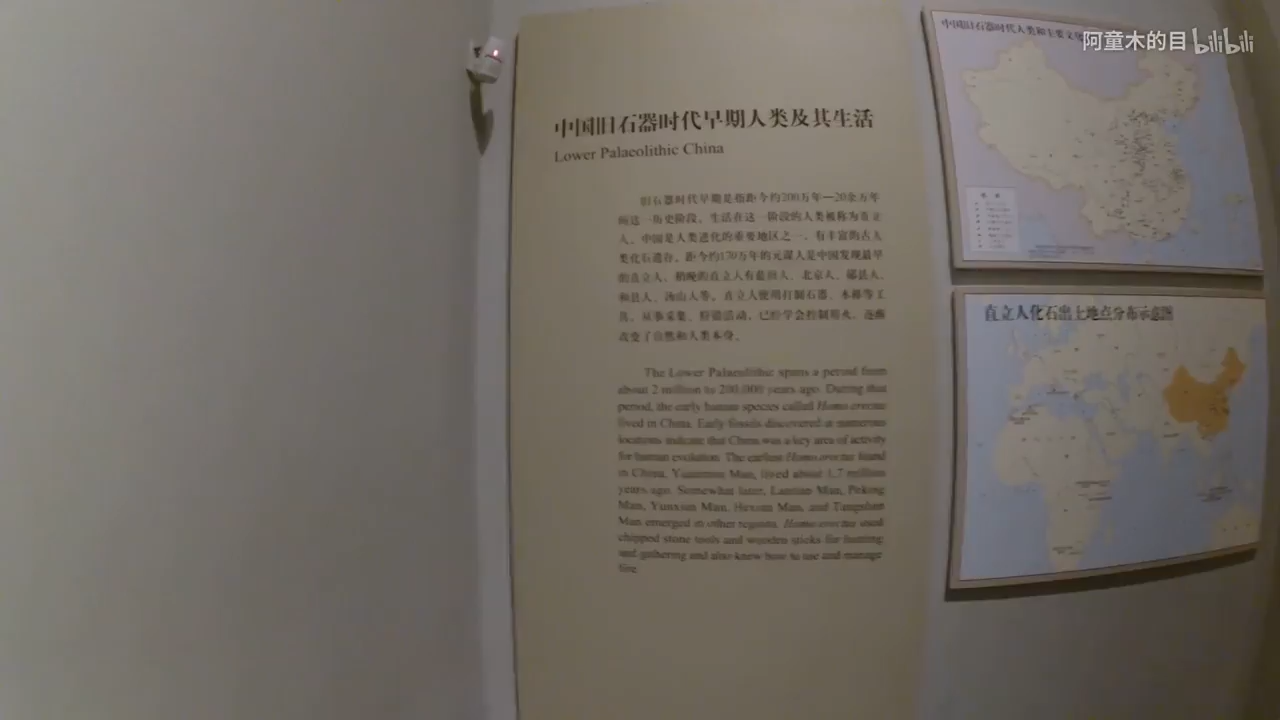 中国旧石器时代早期人类及其生活
Lower Palaeolithic China
旧石器时代早期是指距今约200万年—20余万年
间这一历史阶段。生活在这一阶段的人类被称为直立
人。中国是人类进化的重要地区之一，有丰富的古人
类化石遗存。距今约170万年的元谋人是中国发现最早
的直立人，稍晚的直立人有蓝田人、北京人、郧县人、
和县人、汤山人等。直立人使用打制石器、木棒等工
具，从事采集、狩猎活动，已经学会控制用火，逐渐
改变了自然和人类本身。
The Lower Palaeolithic spans a period from
about 2 million to 200,000 years ago. During that
period, the early human species called Homo erectus
lived in China. Early fossils discovered at numerous
locations indicate that China was a key area of activity
for human evolution. The earliest Homo erectus found
in China, Yuanmou Man, lived about 1.7 million
years ago. Somewhat later, Lantian Man, Peking
Man, Yunxian Man, Hexian Man, and Tangshan
Man emerged in other regions. Homo erectus used
chipped stone tools and wooden sticks for hunting
and gathering and also knew how to use and manage
fire.
中国旧石器时代人类和主要文
阿童木的目 bilibili
直立人化石出土地点分布示意图